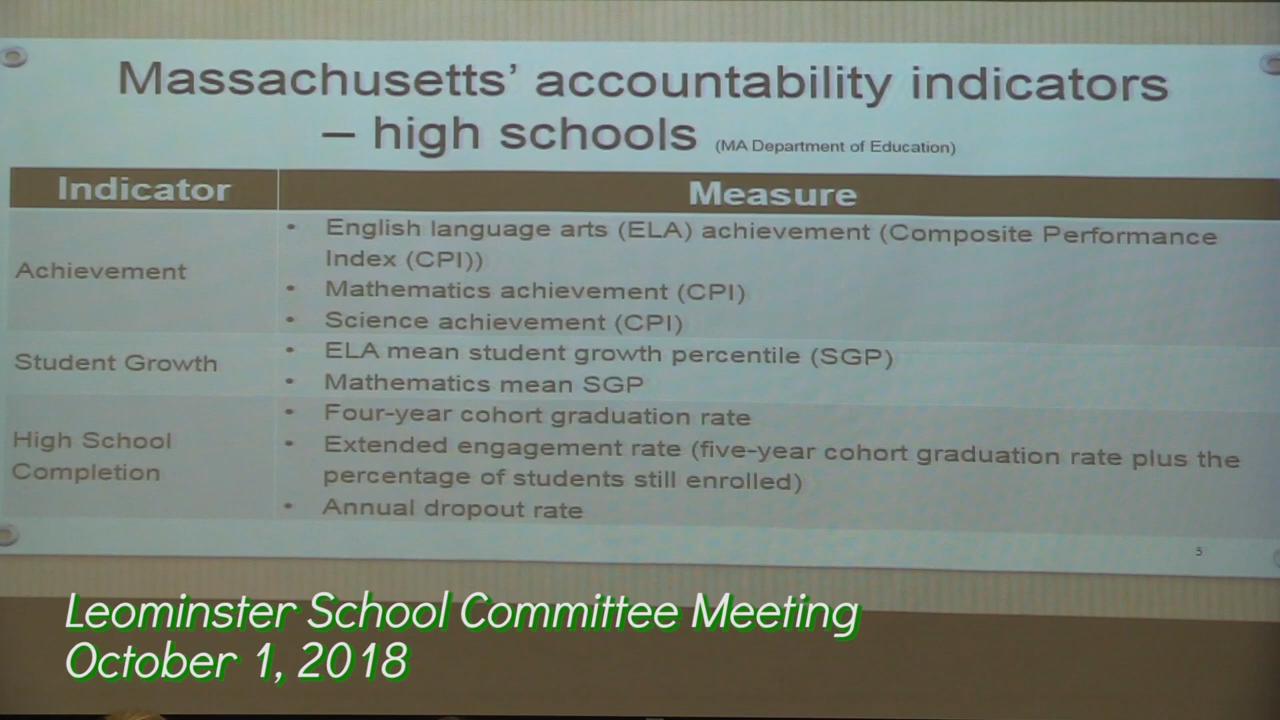 Massachusetts' accountability indicators
– high schools (MA Department of Education)
Indicator Measure
Achievement
• English language arts (ELA) achievement (Composite Performance
Index (CPI))
• Mathematics achievement (CPI)
• Science achievement (CPI)
Student Growth
• ELA mean student growth percentile (SGP)
• Mathematics mean SGP
High School
Completion
• Four-year cohort graduation rate
• Extended engagement rate (five-year cohort graduation rate plus the
percentage of students still enrolled)
• Annual dropout rate
5
Leominster School Committee Meeting
October 1, 2018